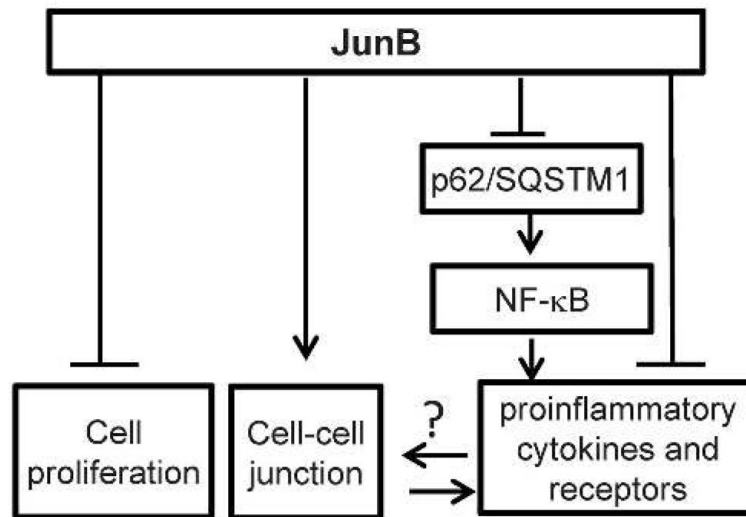 JunB
p62/SQSTM1
NF-κB
Cell
proliferation
Cell-cell
junction
?
proinflammatory
cytokines and
receptors